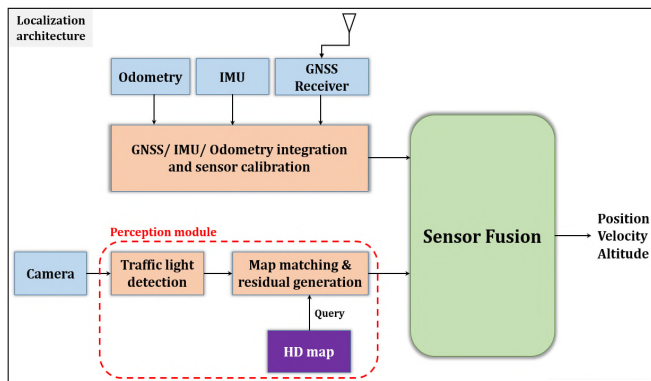 Localization
architecture
Odometry
IMU
GNSS
Receiver
GNSS/ IMU/ Odometry integration
and sensor calibration
Perception module
Camera
Traffic light
detection
Map matching &
residual generation
Query
HD map
Sensor Fusion
Position
Velocity
Altitude